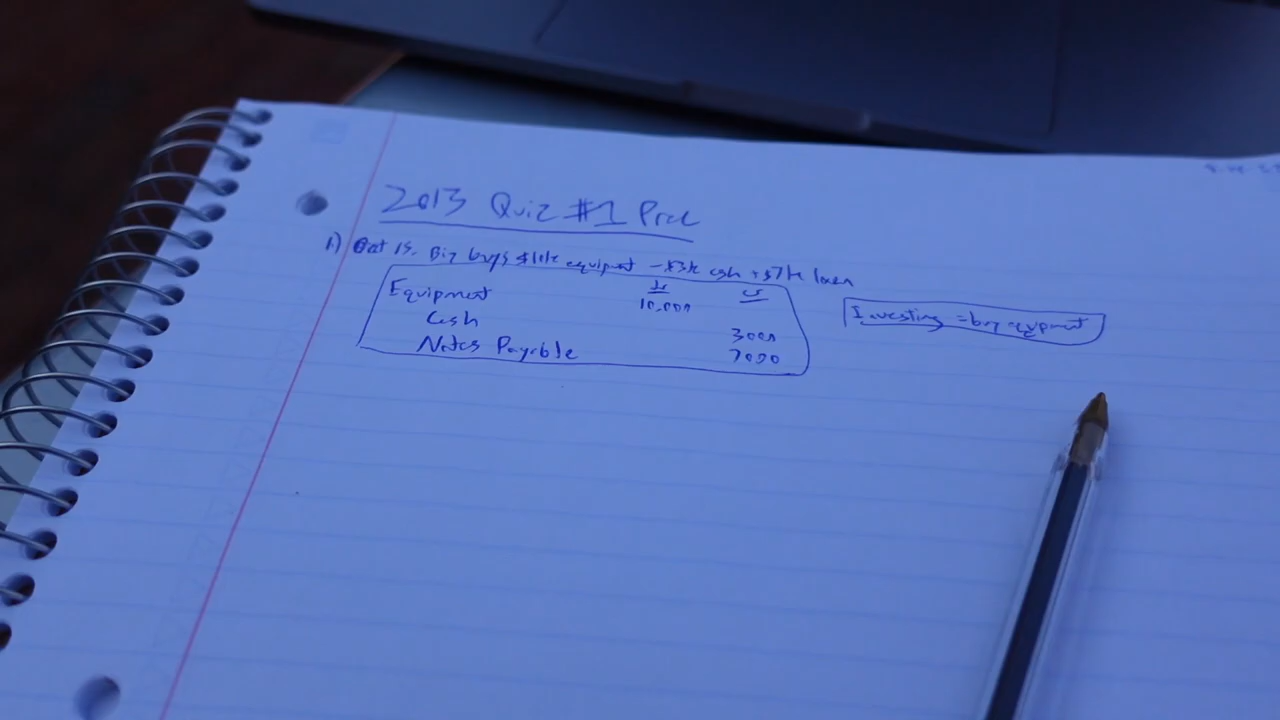 2013 Quiz #1 Prac
1.) Oct 15. Biz buys $10k equipment - $3k cash + $7k loan
Dr Cr
Equipment 10,000
Cash 3000
Notes Payable 7000
Investing = buy equipment